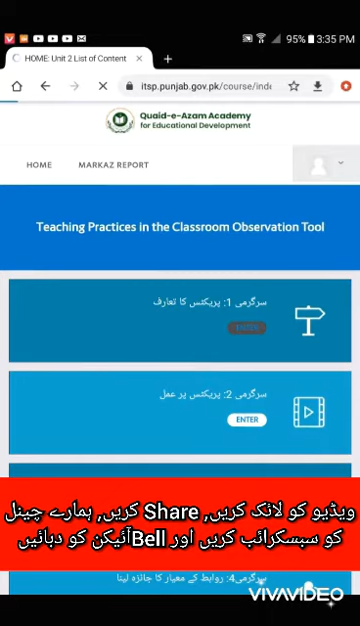 95% 3:35 PM
HOME: Unit 2 List of Content
itsp.punjab.gov.pk/course/inde
Quaid-e-Azam Academy
for Educational Development
HOME MARKAZ REPORT
Teaching Practices in the Classroom Observation Tool
سرگرمی 1: پریکٹس کا تعارف
ENTER
سرگرمی 2: پریکٹس پر عمل
ENTER
ویڈیو کو لائک کریں, Share کریں, ہمارے چینل
کو سبسکرائب کریں اور Bell آئیکن کو دبائیں
سرگرمی 4: روابط کے معیار کا جائزہ لینا
VIVAVIDEO